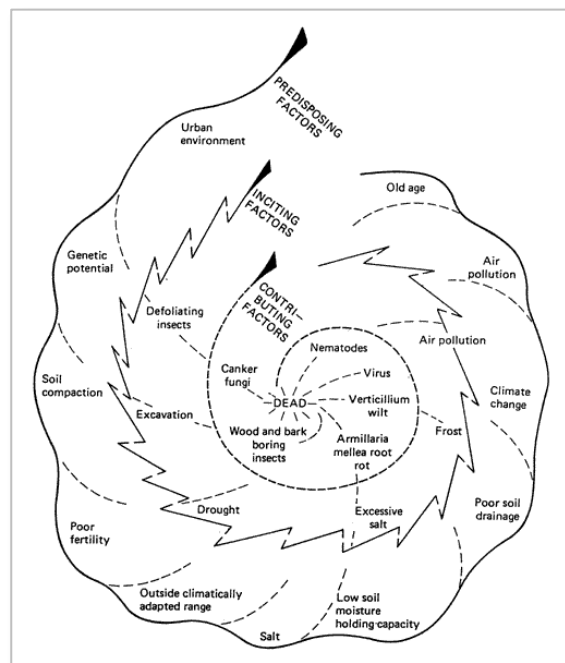 PREDISPOSING
FACTORS
Urban
environment
INCITING
FACTORS
Old age
Genetic
potential
CONTRI-
BUTING
FACTORS
Air
pollution
Defoliating
insects
Air pollution
Nematodes
Canker
fungi
Virus
Soil
compaction
Climate
change
DEAD
Verticillium
wilt
Excavation
Wood and bark
boring
insects
Armillaria
mellea root
rot
Frost
Poor soil
drainage
Drought
Excessive
salt
Poor
fertility
Outside climatically
adapted range
Low soil
moisture
holding capacity
Salt